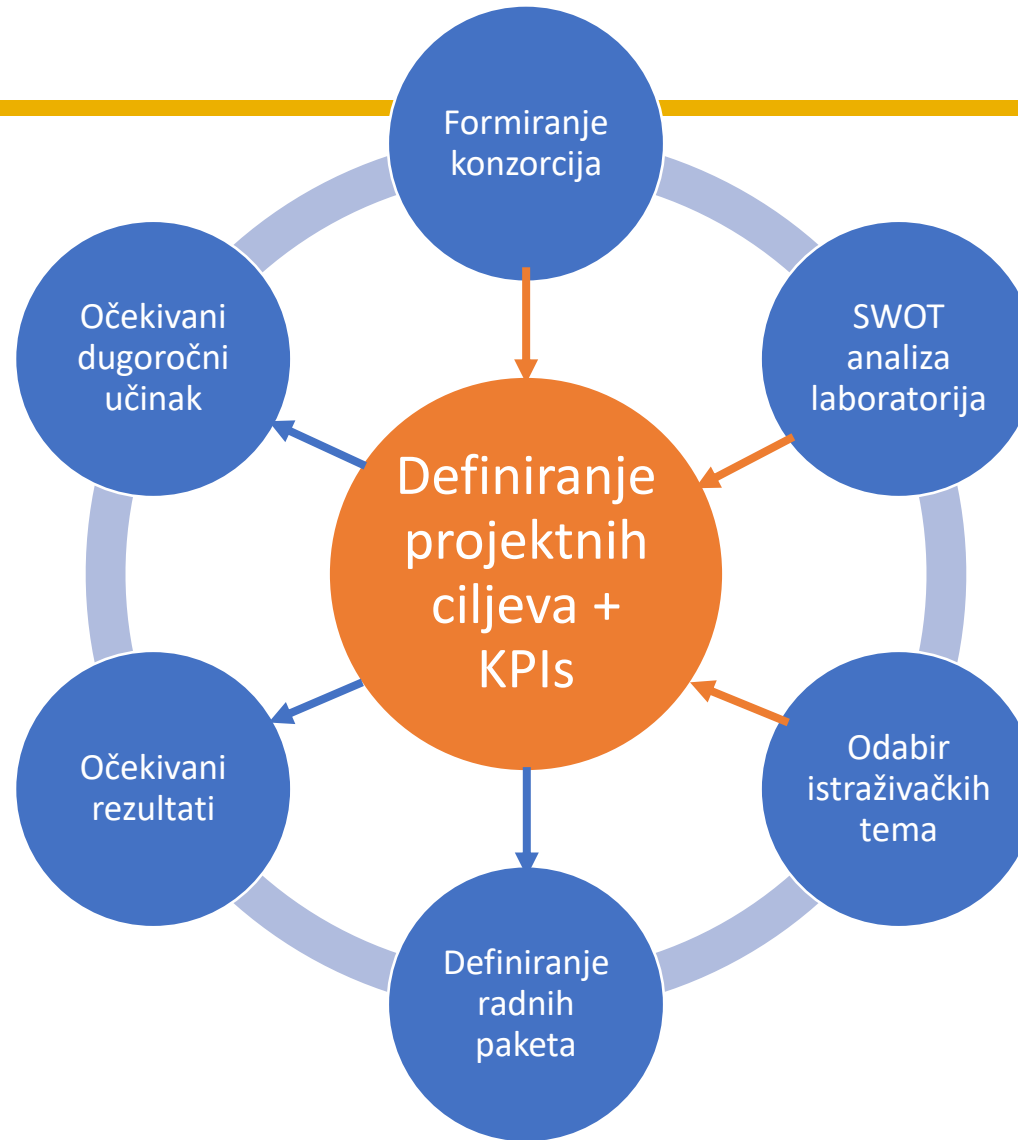 Formiranje
konzorcija
SWOT
analiza
laboratorija
Odabir
istraživačkih
tema
Definiranje
radnih
paketa
Očekivani
rezultati
Očekivani
dugoročni
učinak
Definiranje
projektnih
ciljeva +
KPIs